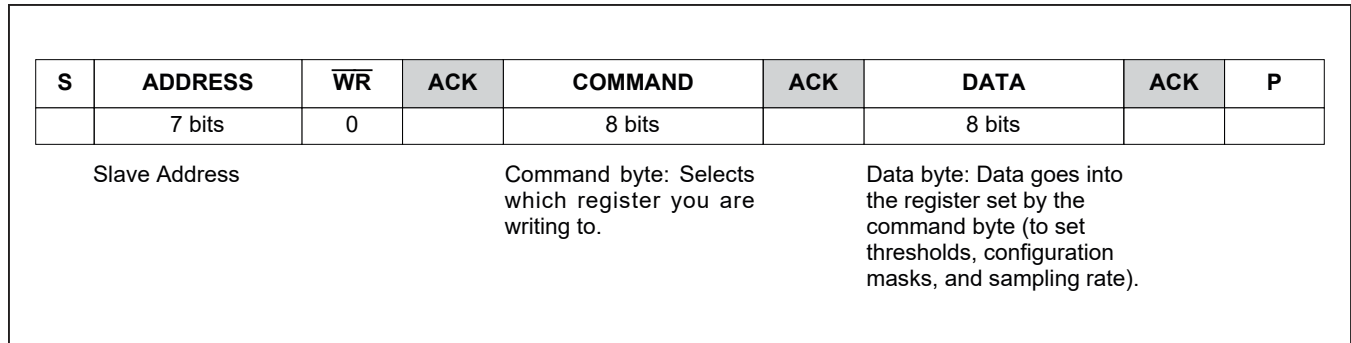 S ADDRESS W̅R̅ ACK COMMAND ACK DATA ACK P
7 bits 0 8 bits 8 bits
Slave Address
Command byte: Selects
which register you are
writing to.
Data byte: Data goes into
the register set by the
command byte (to set
thresholds, configuration
masks, and sampling rate).